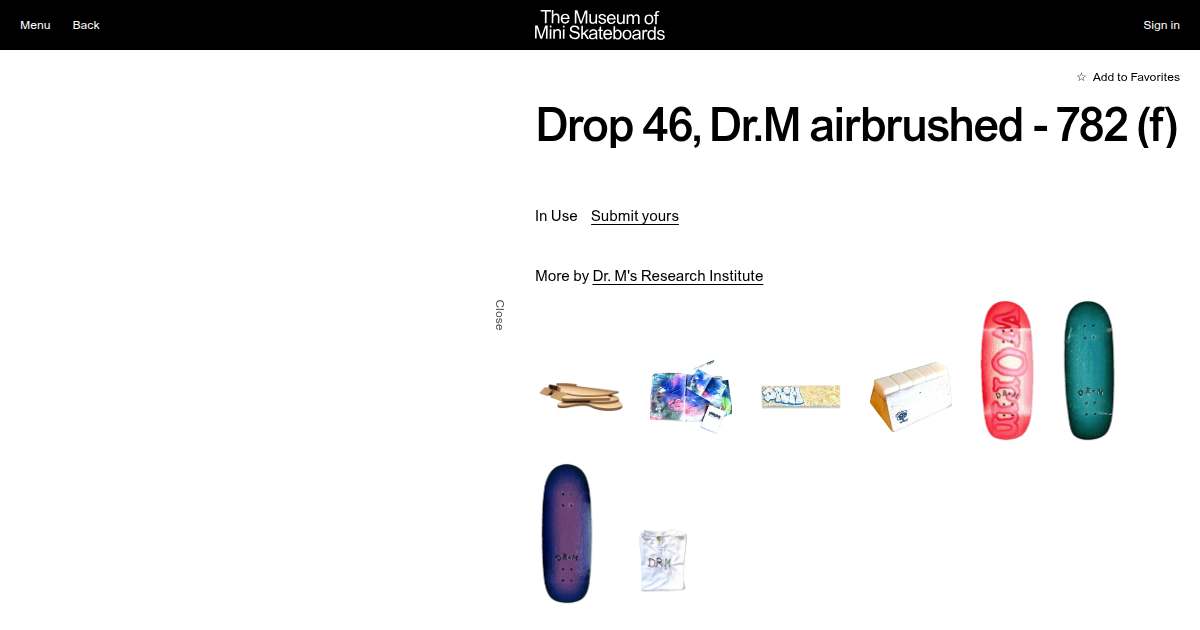 Menu
Back
The Museum of
Mini Skateboards
Sign in
☆ Add to Favorites
Drop 46, Dr.M airbrushed - 782 (f)
In Use
Submit yours
More by Dr. M's Research Institute
Close
DRM